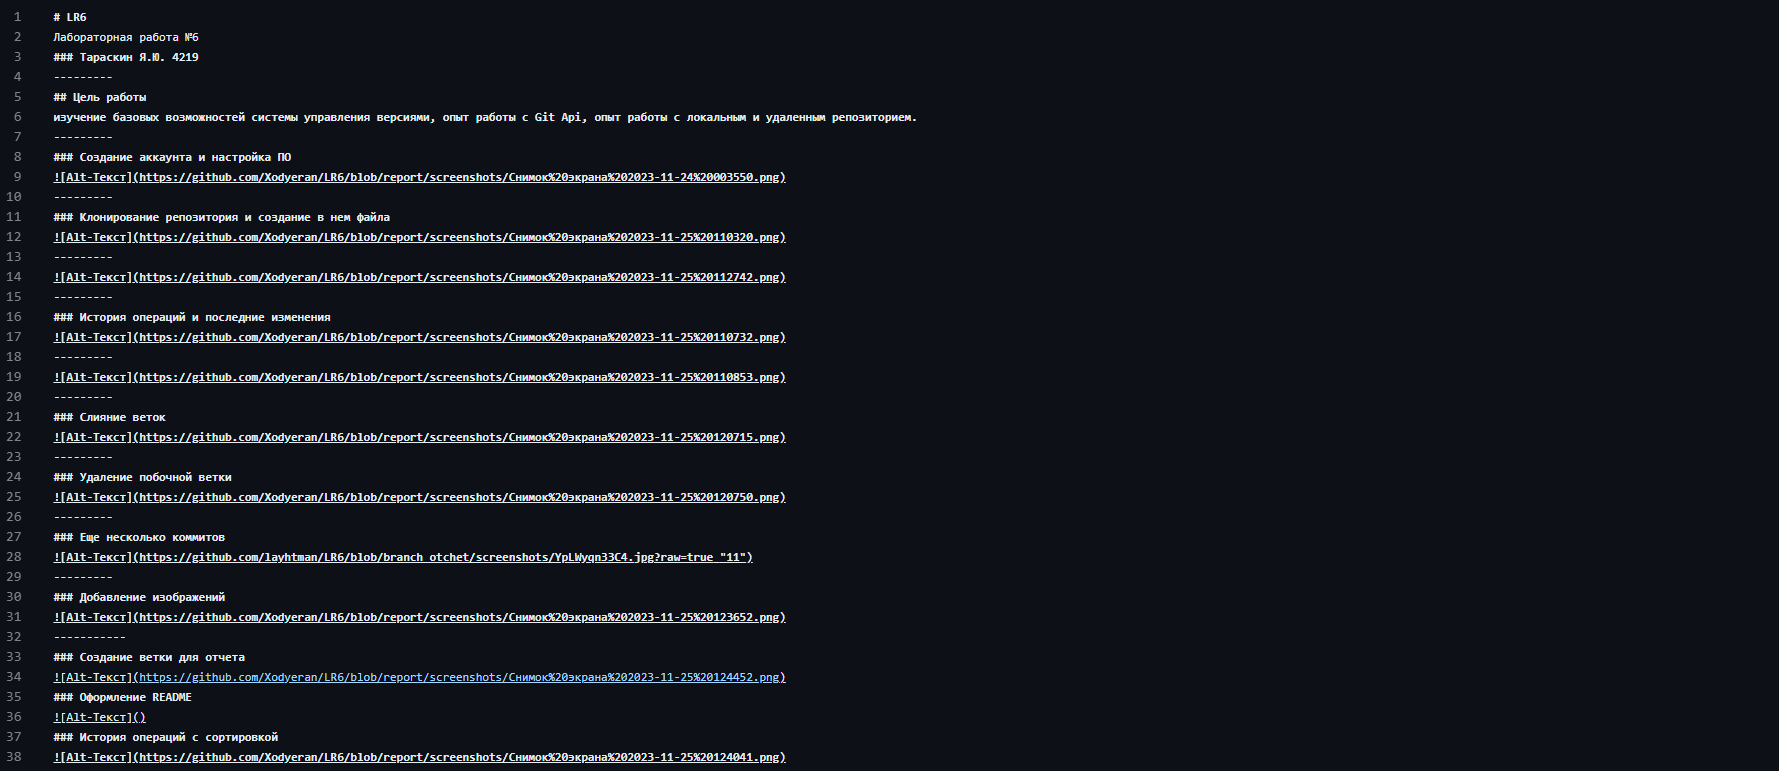 1 # LR6
2 Лабораторная работа №6
3 ### Тараскин Я.Ю. 4219
4 ---------
5 ## Цель работы
6 изучение базовых возможностей системы управления версиями, опыт работы с Git Api, опыт работы с локальным и удаленным репозиторием.
7 ---------
8 ### Создание аккаунта и настройка ПО
9 ![Alt-Текст](https://github.com/Xodyeran/LR6/blob/report/screenshots/Снимок%20экрана%202023-11-24%20003550.png)
10 ---------
11 ### Клонирование репозитория и создание в нем файла
12 ![Alt-Текст](https://github.com/Xodyeran/LR6/blob/report/screenshots/Снимок%20экрана%202023-11-25%20110320.png)
13 ---------
14 ![Alt-Текст](https://github.com/Xodyeran/LR6/blob/report/screenshots/Снимок%20экрана%202023-11-25%20112742.png)
15 ---------
16 ### История операций и последние изменения
17 ![Alt-Текст](https://github.com/Xodyeran/LR6/blob/report/screenshots/Снимок%20экрана%202023-11-25%20110732.png)
18 ---------
19 ![Alt-Текст](https://github.com/Xodyeran/LR6/blob/report/screenshots/Снимок%20экрана%202023-11-25%20110853.png)
20 ---------
21 ### Слияние веток
22 ![Alt-Текст](https://github.com/Xodyeran/LR6/blob/report/screenshots/Снимок%20экрана%202023-11-25%20120715.png)
23 ---------
24 ### Удаление побочной ветки
25 ![Alt-Текст](https://github.com/Xodyeran/LR6/blob/report/screenshots/Снимок%20экрана%202023-11-25%20120750.png)
26 ---------
27 ### Еще несколько коммитов
28 ![Alt-Текст](https://github.com/layhtman/LR6/blob/branch_otchet/screenshots/YpLWyqn33C4.jpg?raw=true "11")
29 ---------
30 ### Добавление изображений
31 ![Alt-Текст](https://github.com/Xodyeran/LR6/blob/report/screenshots/Снимок%20экрана%202023-11-25%20123652.png)
32 -----------
33 ### Создание ветки для отчета
34 ![Alt-Текст](https://github.com/Xodyeran/LR6/blob/report/screenshots/Снимок%20экрана%202023-11-25%20124452.png)
35 ### Оформление README
36 ![Alt-Текст]()
37 ### История операций с сортировкой
38 ![Alt-Текст](https://github.com/Xodyeran/LR6/blob/report/screenshots/Снимок%20экрана%202023-11-25%20124041.png)